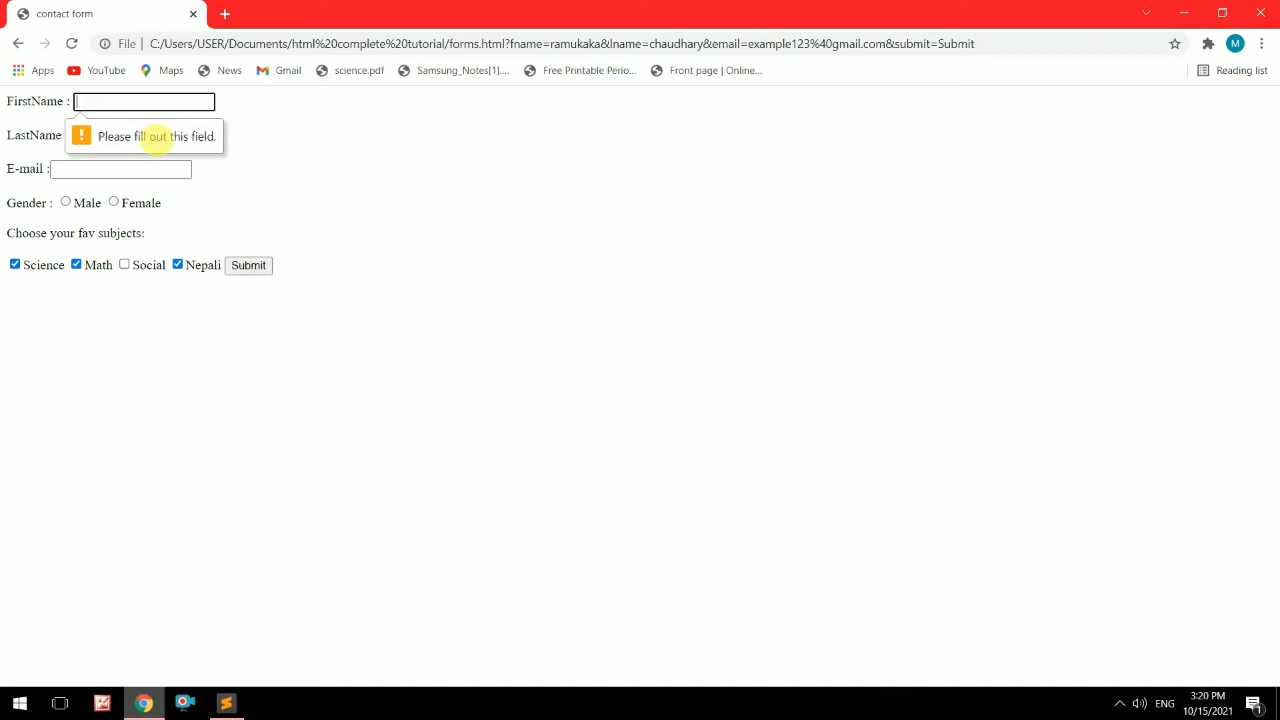 contact form
File C:/Users/USER/Documents/html%20complete%20tutorial/forms.html?fname=ramukaka&lname=chaudhary&email=example123%40gmail.com&submit=Submit M
Apps YouTube Maps News Gmail science.pdf Samsung_Notes[1].... Free Printable Perio... Front page | Online... Reading list
FirstName :
LastName Please fill out this field.
E-mail :
Gender : Male Female
Choose your fav subjects:
Science Math Social Nepali Submit
ENG 3:20 PM
10/15/2021 1